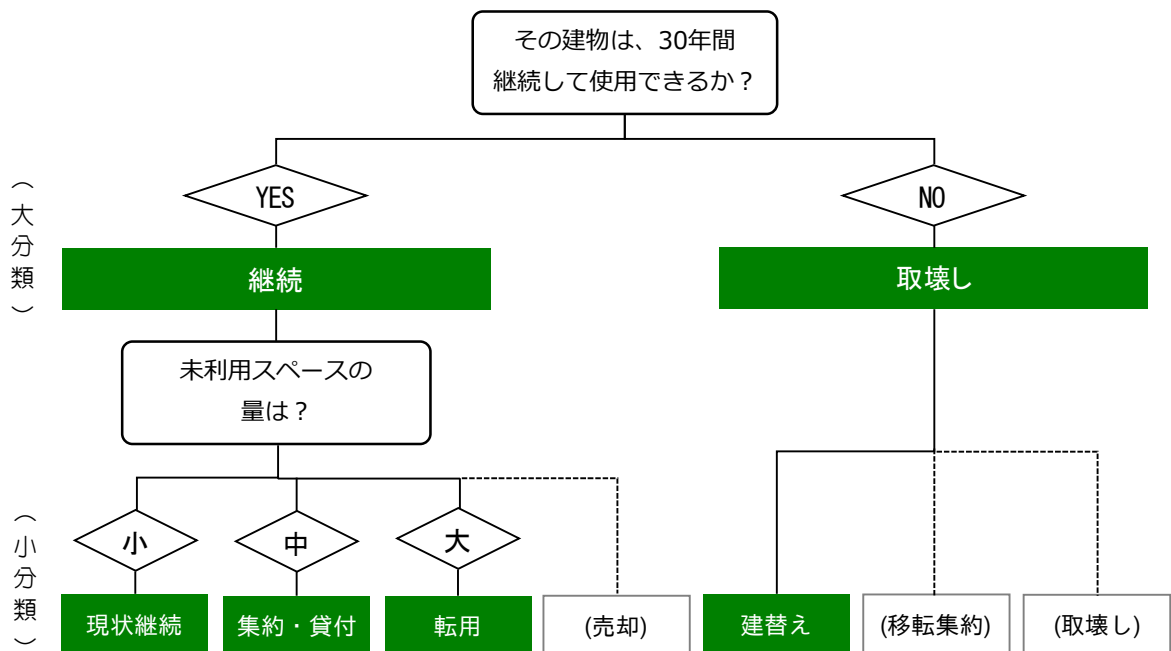 その建物は、30年間
継続して使用できるか？
YES
NO
（大分類）
継続
取壊し
未利用スペースの
量は？
小
中
大
（小分類）
現状継続
集約・貸付
転用
(売却)
建替え
(移転集約)
(取壊し)